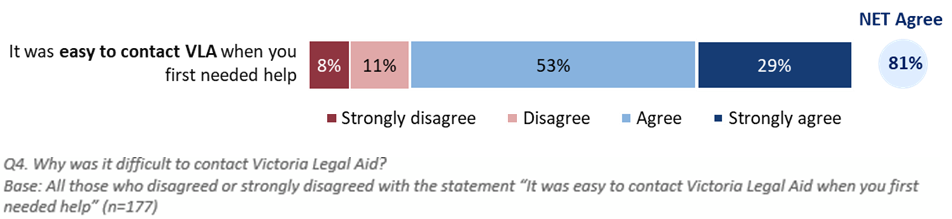 NET Agree
It was easy to contact VLA when you
first needed help
8% 11% 53% 29% 81%
Strongly disagree Disagree Agree Strongly agree
Q4. Why was it difficult to contact Victoria Legal Aid?
Base: All those who disagreed or strongly disagreed with the statement “It was easy to contact Victoria Legal Aid when you first
needed help” (n=177)